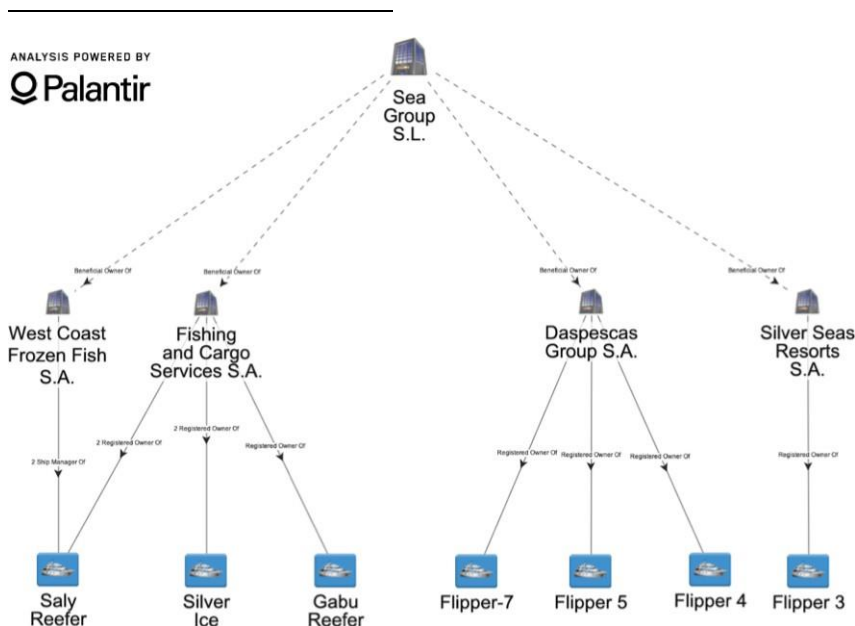 ANALYSIS POWERED BY
Palantir
Sea
Group
S.L.
Beneficial Owner Of
Beneficial Owner Of
Beneficial Owner Of
Beneficial Owner Of
West Coast
Frozen Fish
S.A.
Fishing
and Cargo
Services S.A.
Daspescas
Group S.A.
Silver Seas
Resorts
S.A.
2 Ship Manager Of
2 Registered Owner Of
2 Registered Owner Of
Registered Owner Of
Registered Owner Of
Registered Owner Of
Registered Owner Of
Registered Owner Of
Saly
Reefer
Silver
Ice
Gabu
Reefer
Flipper-7
Flipper 5
Flipper 4
Flipper 3